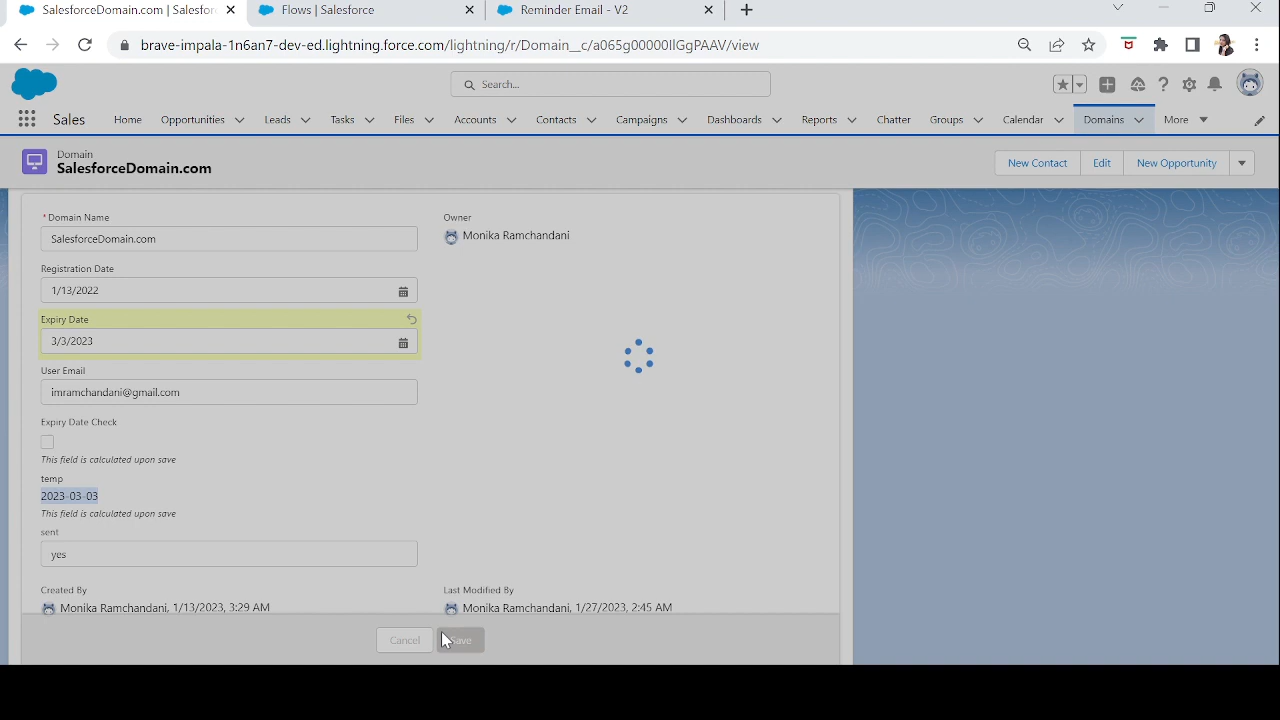 SalesforceDomain.com | Salesfor
Flows | Salesforce
Reminder Email - V2
brave-impala-1n6an7-dev-ed.lightning.force.com/lightning/r/Domain__c/a065g00000IlGgPAAV/view
Search...
Sales
Home
Opportunities
Leads
Tasks
Files
Accounts
Contacts
Campaigns
Dashboards
Reports
Chatter
Groups
Calendar
Domains
More
Domain
SalesforceDomain.com
New Contact
Edit
New Opportunity
* Domain Name
SalesforceDomain.com
Owner
Monika Ramchandani
Registration Date
1/13/2022
Expiry Date
3/3/2023
User Email
imramchandani@gmail.com
Expiry Date Check
This field is calculated upon save
temp
2023-03-03
This field is calculated upon save
sent
yes
Created By
Monika Ramchandani, 1/13/2023, 3:29 AM
Last Modified By
Monika Ramchandani, 1/27/2023, 2:45 AM
Cancel
Save